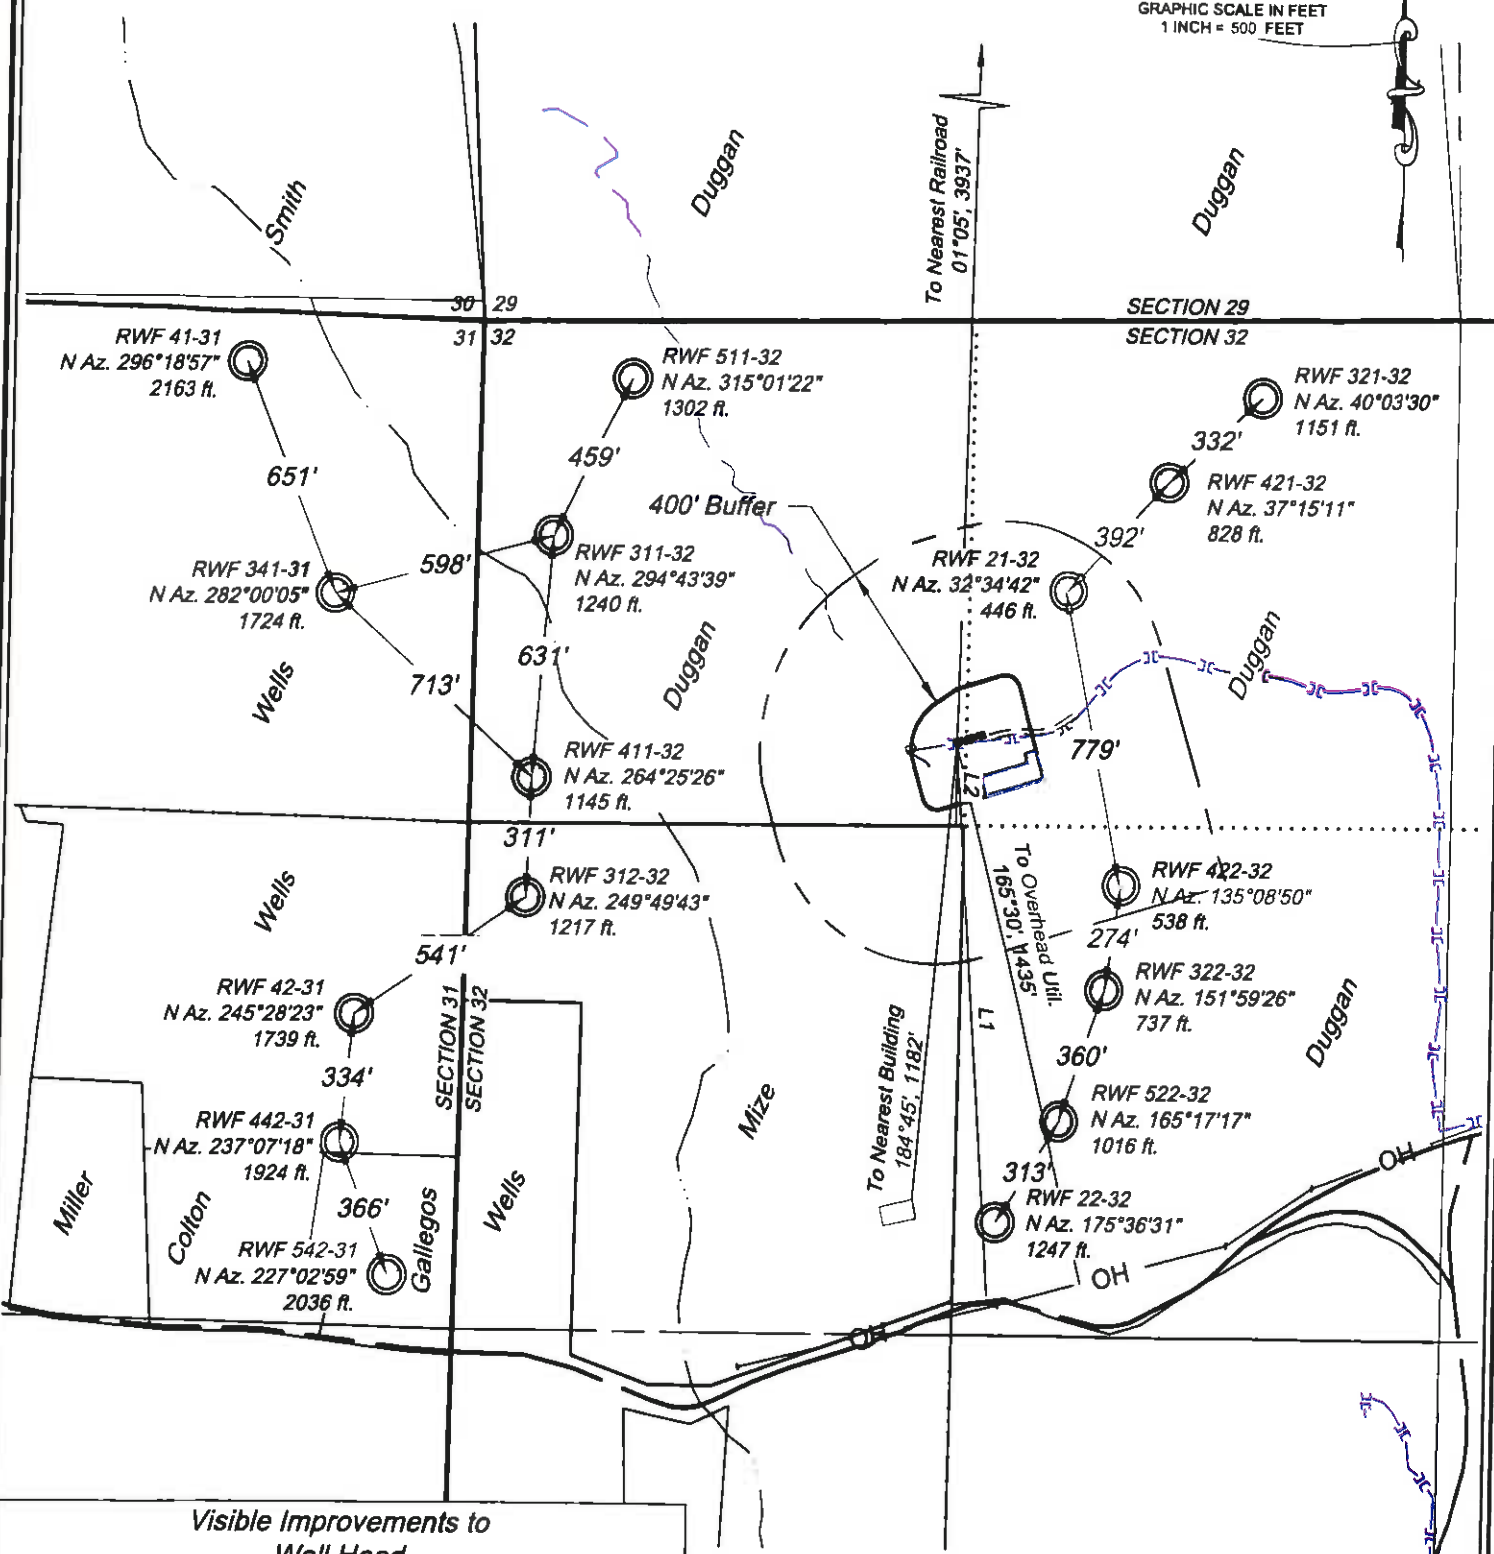 GRAPHIC SCALE IN FEET
1 INCH = 500 FEET
Smith
Duggan
To Nearest Railroad
01°05', 3937'
Duggan
30 29
31 32
SECTION 29
SECTION 32
RWF 41-31
N Az. 296°18'57"
2163 ft.
RWF 511-32
N Az. 315°01'22"
1302 ft.
RWF 321-32
N Az. 40°03'30"
1151 ft.
332'
459'
651'
RWF 421-32
N Az. 37°15'11"
828 ft.
400' Buffer
392'
RWF 21-32
N Az. 32°34'42"
446 ft.
RWF 311-32
N Az. 294°43'39"
1240 ft.
598'
RWF 341-31
N Az. 282°00'05"
1724 ft.
631'
713'
Wells
Duggan
Duggan
RWF 411-32
N Az. 264°25'26"
1145 ft.
779'
L2
311'
To Overhead Util.
165°30', 1435'
RWF 422-32
N Az. 135°08'50"
538 ft.
RWF 312-32
N Az. 249°49'43"
1217 ft.
Wells
541'
274'
RWF 322-32
N Az. 151°59'26"
737 ft.
RWF 42-31
N Az. 245°28'23"
1739 ft.
SECTION 31
SECTION 32
L1
Duggan
To Nearest Building
184°45', 1182'
360'
334'
Mize
RWF 522-32
N Az. 165°17'17"
1016 ft.
RWF 442-31
N Az. 237°07'18"
1924 ft.
OH
313'
RWF 22-32
N Az. 175°36'31"
1247 ft.
Miller
Colton
366'
Gallegos
Wells
RWF 542-31
N Az. 227°02'59"
2036 ft.
OH
OH
Visible Improvements to
Well Head